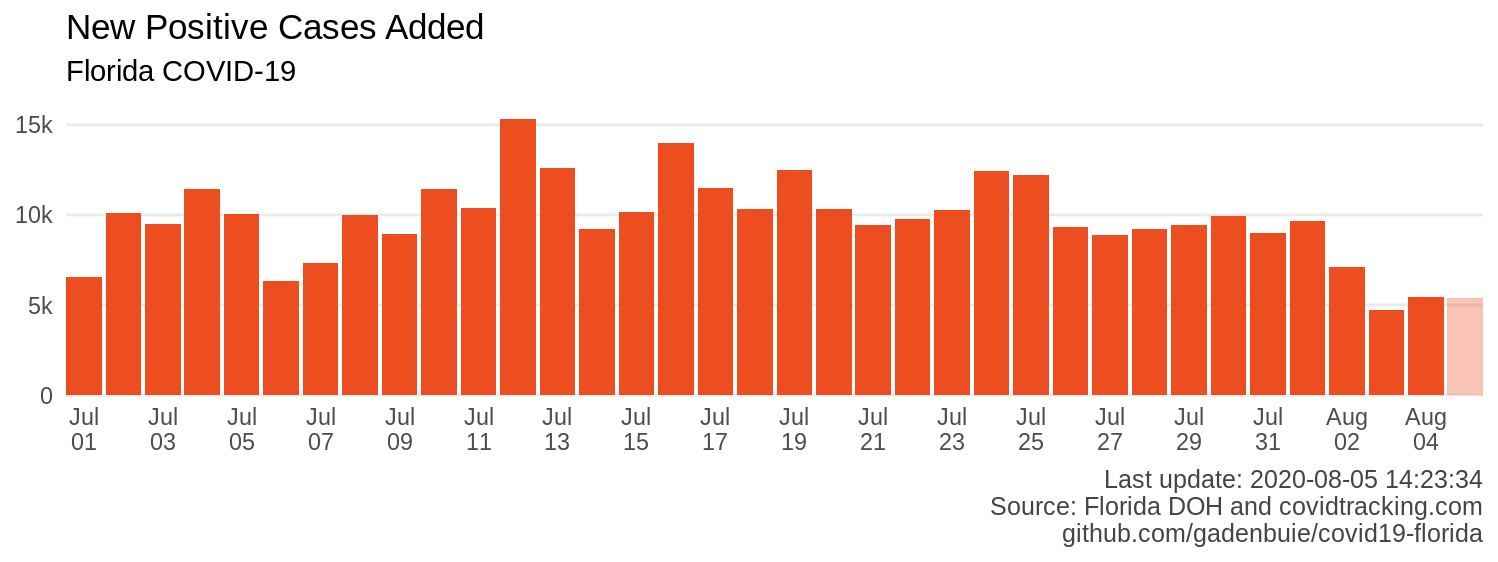 New Positive Cases Added
Florida COVID-19
15k
10k
5k
0
Jul Jul Jul Jul Jul Jul Jul Jul Jul Jul Jul Jul Jul Jul Jul Jul Aug Aug
01 03 05 07 09 11 13 15 17 19 21 23 25 27 29 31 02 04
Last update: 2020-08-05 14:23:34
Source: Florida DOH and covidtracking.com
github.com/gadenbuie/covid19-florida